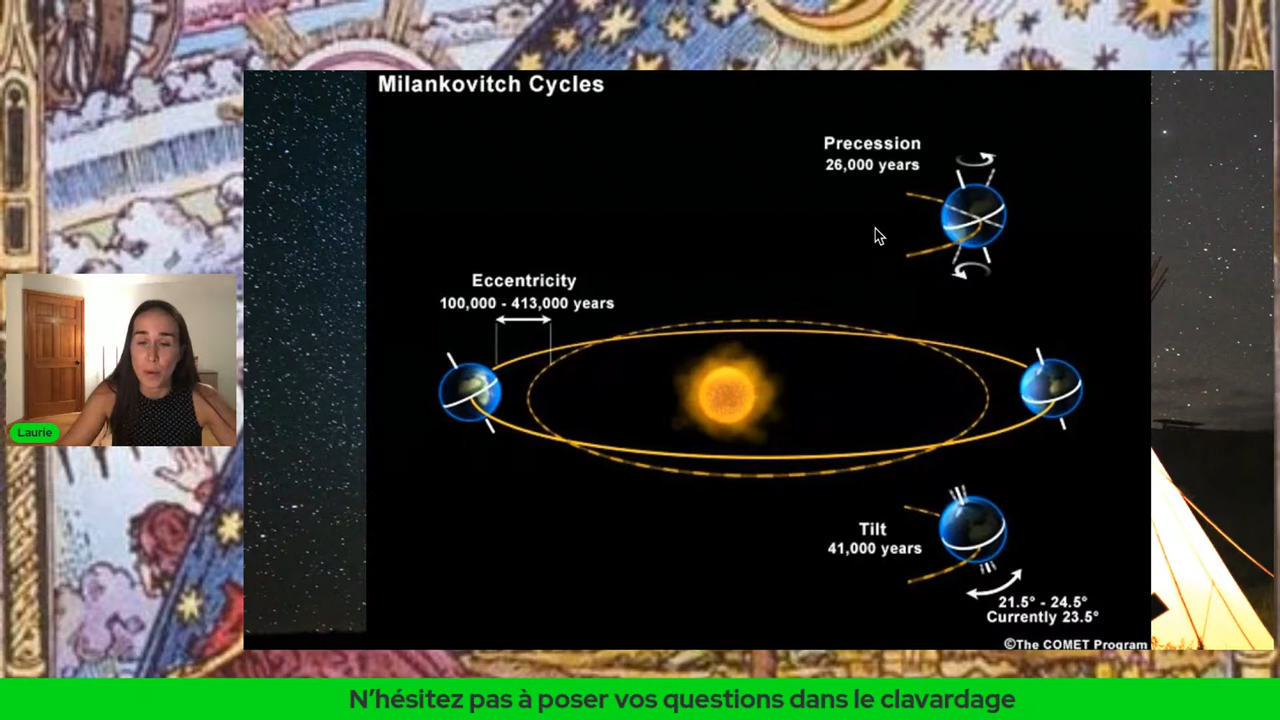 Milankovitch Cycles
Precession
26,000 years
Eccentricity
100,000 - 413,000 years
Laurie
Tilt
41,000 years
21.5° - 24.5°
Currently 23.5°
©The COMET Program
N'hésitez pas à poser vos questions dans le clavardage